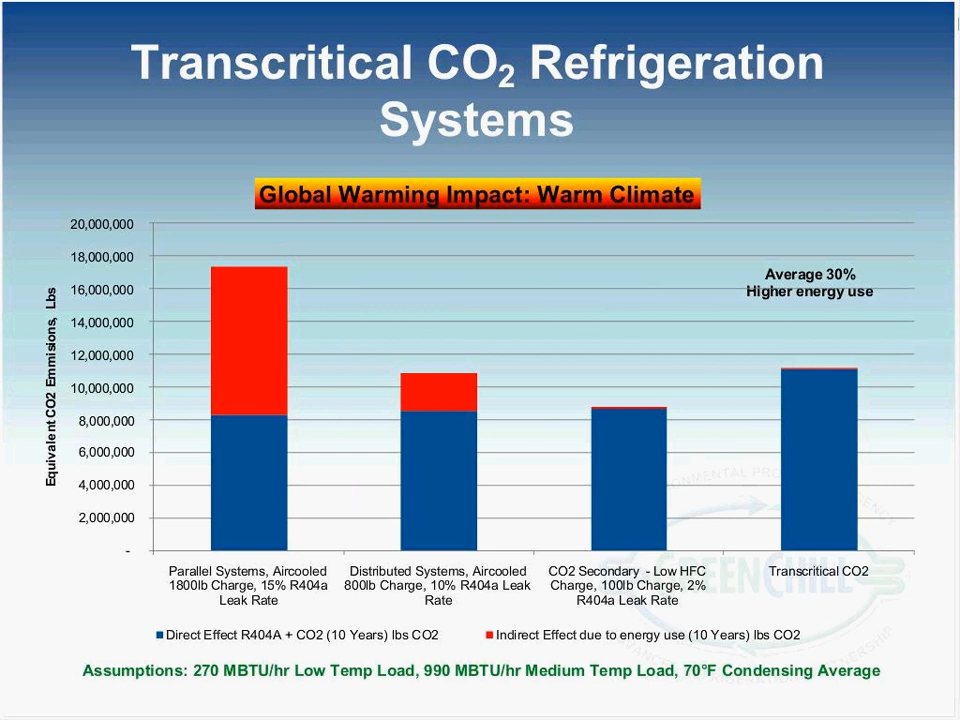 Transcritical CO2 Refrigeration
Systems
Global Warming Impact: Warm Climate
20,000,000
18,000,000
16,000,000
14,000,000
12,000,000
10,000,000
8,000,000
6,000,000
4,000,000
2,000,000
-
Equivalent CO2 Emmisions, Lbs
Average 30%
Higher energy use
Parallel Systems, Aircooled
1800lb Charge, 15% R404a
Leak Rate
Distributed Systems, Aircooled
800lb Charge, 10% R404a Leak
Rate
CO2 Secondary - Low HFC
Charge, 100lb Charge, 2%
R404a Leak Rate
Transcritical CO2
GREENCHILL
Direct Effect R404A + CO2 (10 Years) lbs CO2
Indirect Effect due to energy use (10 Years) lbs CO2
Assumptions: 270 MBTU/hr Low Temp Load, 990 MBTU/hr Medium Temp Load, 70°F Condensing Average